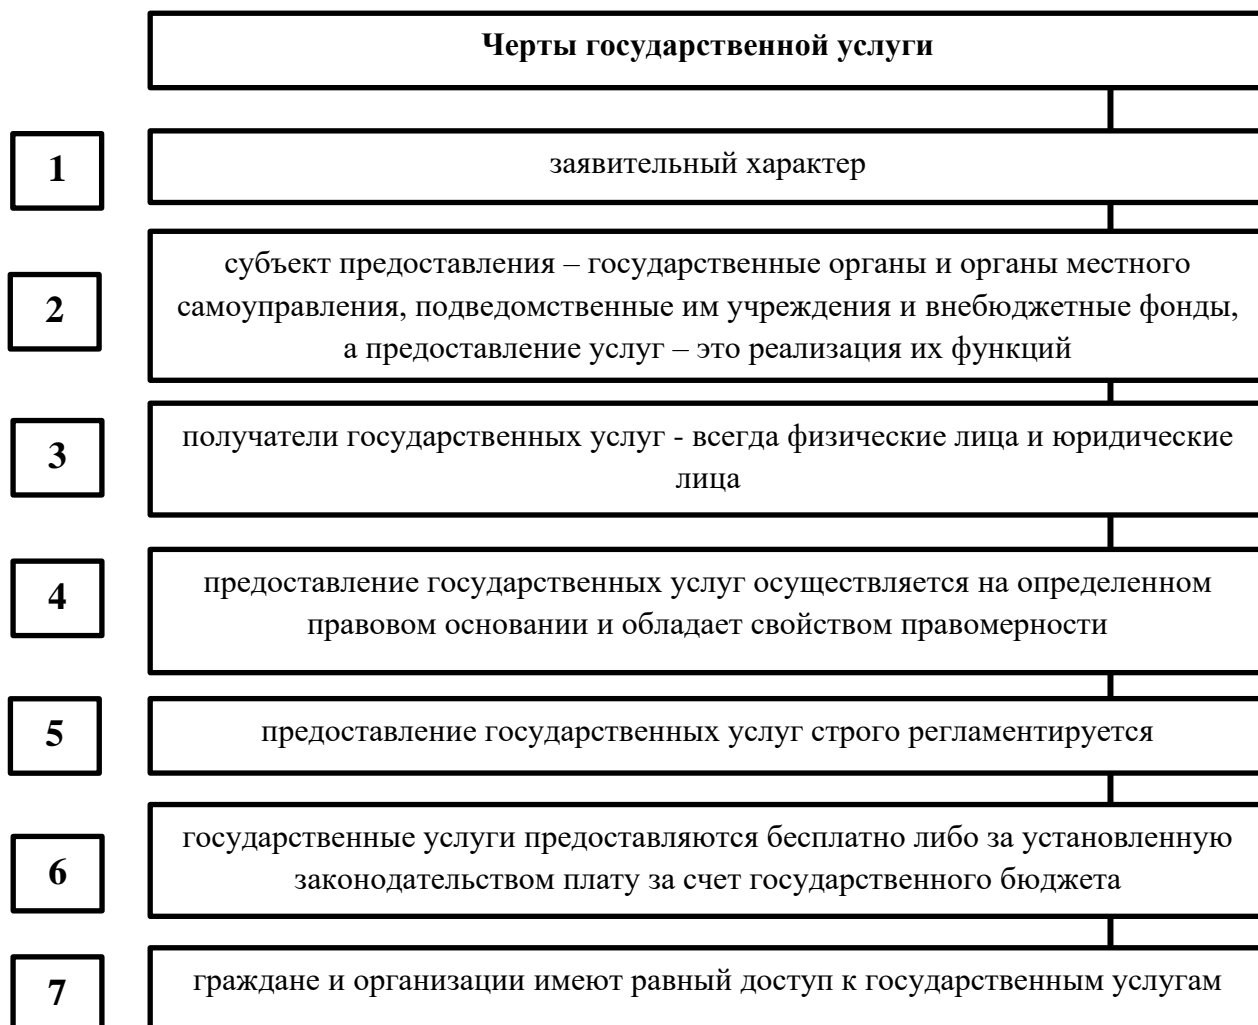 Черты государственной услуги
1
заявительный характер
2
субъект предоставления – государственные органы и органы местного
самоуправления, подведомственные им учреждения и внебюджетные фонды,
а предоставление услуг – это реализация их функций
3
получатели государственных услуг - всегда физические лица и юридические
лица
4
предоставление государственных услуг осуществляется на определенном
правовом основании и обладает свойством правомерности
5
предоставление государственных услуг строго регламентируется
6
государственные услуги предоставляются бесплатно либо за установленную
законодательством плату за счет государственного бюджета
7
граждане и организации имеют равный доступ к государственным услугам